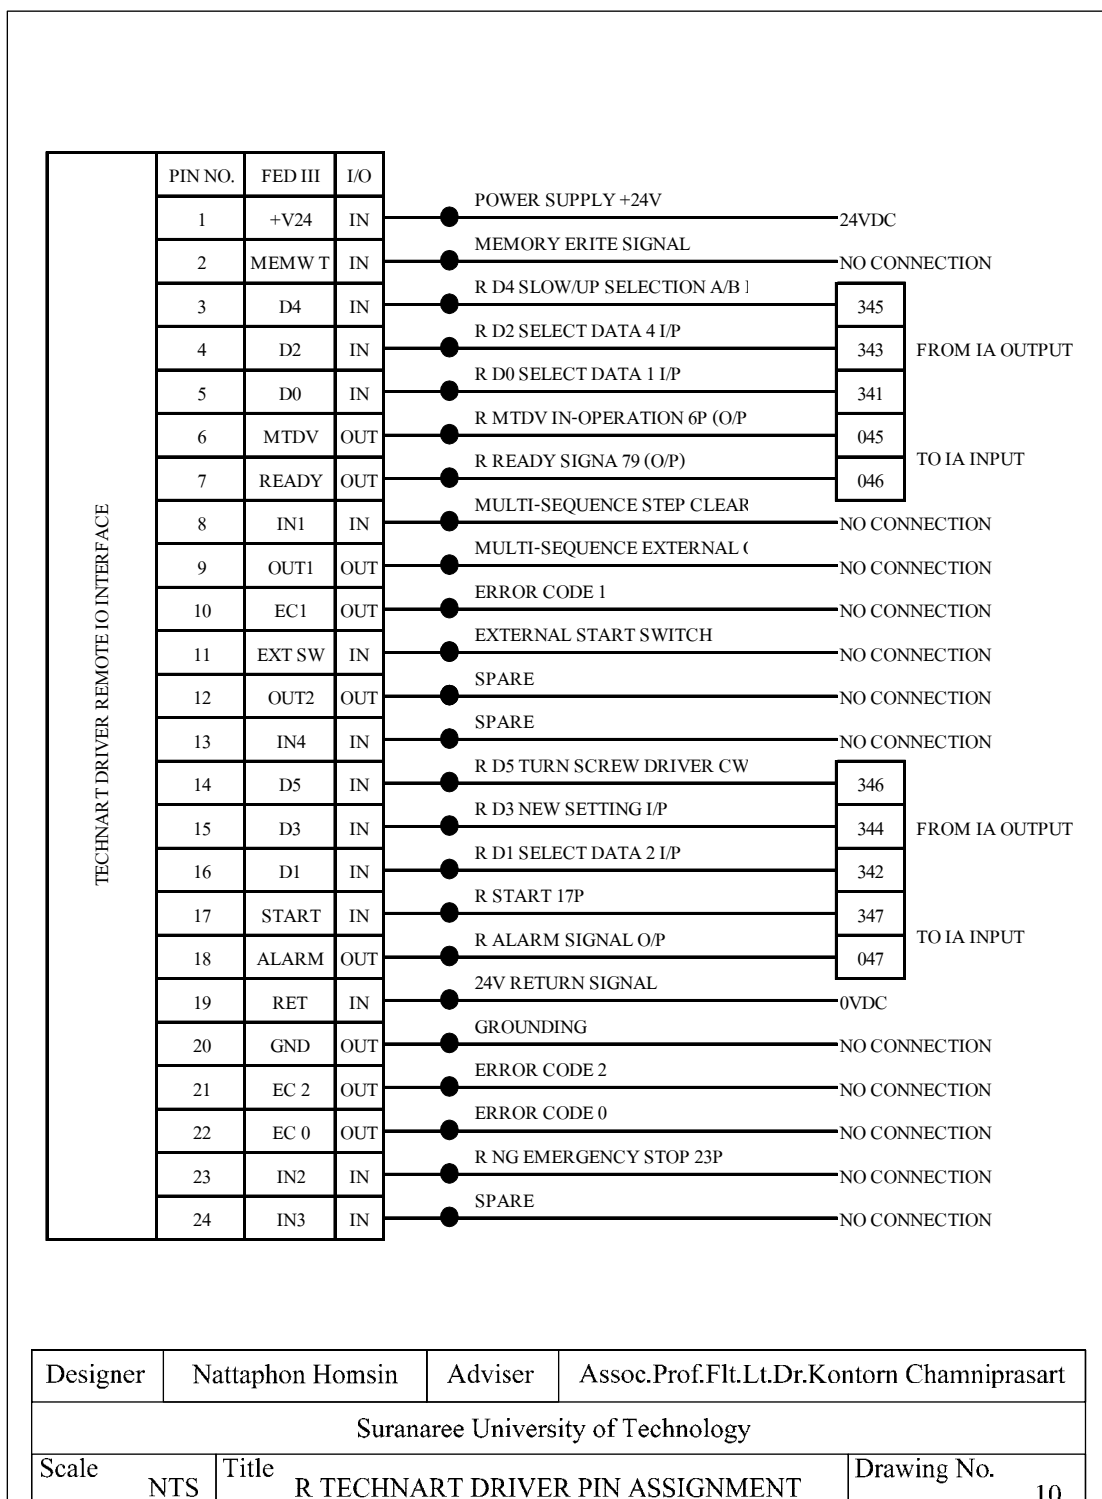 TECHNART DRIVER REMOTE IO INTERFACE
PIN NO. FED III I/O
1 +V24 IN POWER SUPPLY +24V 24VDC
2 MEMW T IN MEMORY ERITE SIGNAL NO CONNECTION
3 D4 IN R D4 SLOW/UP SELECTION A/B 345
4 D2 IN R D2 SELECT DATA 4 I/P 343 FROM IA OUTPUT
5 D0 IN R D0 SELECT DATA 1 I/P 341
6 MTDV OUT R MTDV IN-OPERATION 6P (O/P 045
TO IA INPUT
7 READY OUT R READY SIGNA 79 (O/P) 046
8 IN1 IN MULTI-SEQUENCE STEP CLEAR NO CONNECTION
9 OUT1 OUT MULTI-SEQUENCE EXTERNAL NO CONNECTION
10 EC1 OUT ERROR CODE 1 NO CONNECTION
11 EXT SW IN EXTERNAL START SWITCH NO CONNECTION
12 OUT2 OUT SPARE NO CONNECTION
13 IN4 IN SPARE NO CONNECTION
14 D5 IN R D5 TURN SCREW DRIVER CW 346
15 D3 IN R D3 NEW SETTING I/P 344 FROM IA OUTPUT
16 D1 IN R D1 SELECT DATA 2 I/P 342
17 START IN R START 17P 347
TO IA INPUT
18 ALARM OUT R ALARM SIGNAL O/P 047
19 RET IN 24V RETURN SIGNAL 0VDC
20 GND OUT GROUNDING NO CONNECTION
21 EC 2 OUT ERROR CODE 2 NO CONNECTION
22 EC 0 OUT ERROR CODE 0 NO CONNECTION
23 IN2 IN R NG EMERGENCY STOP 23P NO CONNECTION
24 IN3 IN SPARE NO CONNECTION
Designer Nattaphon Homsin Adviser Assoc.Prof.Flt.Lt.Dr.Kontorn Chamniprasart
Suranaree University of Technology
Scale NTS Title R TECHNART DRIVER PIN ASSIGNMENT Drawing No. 10